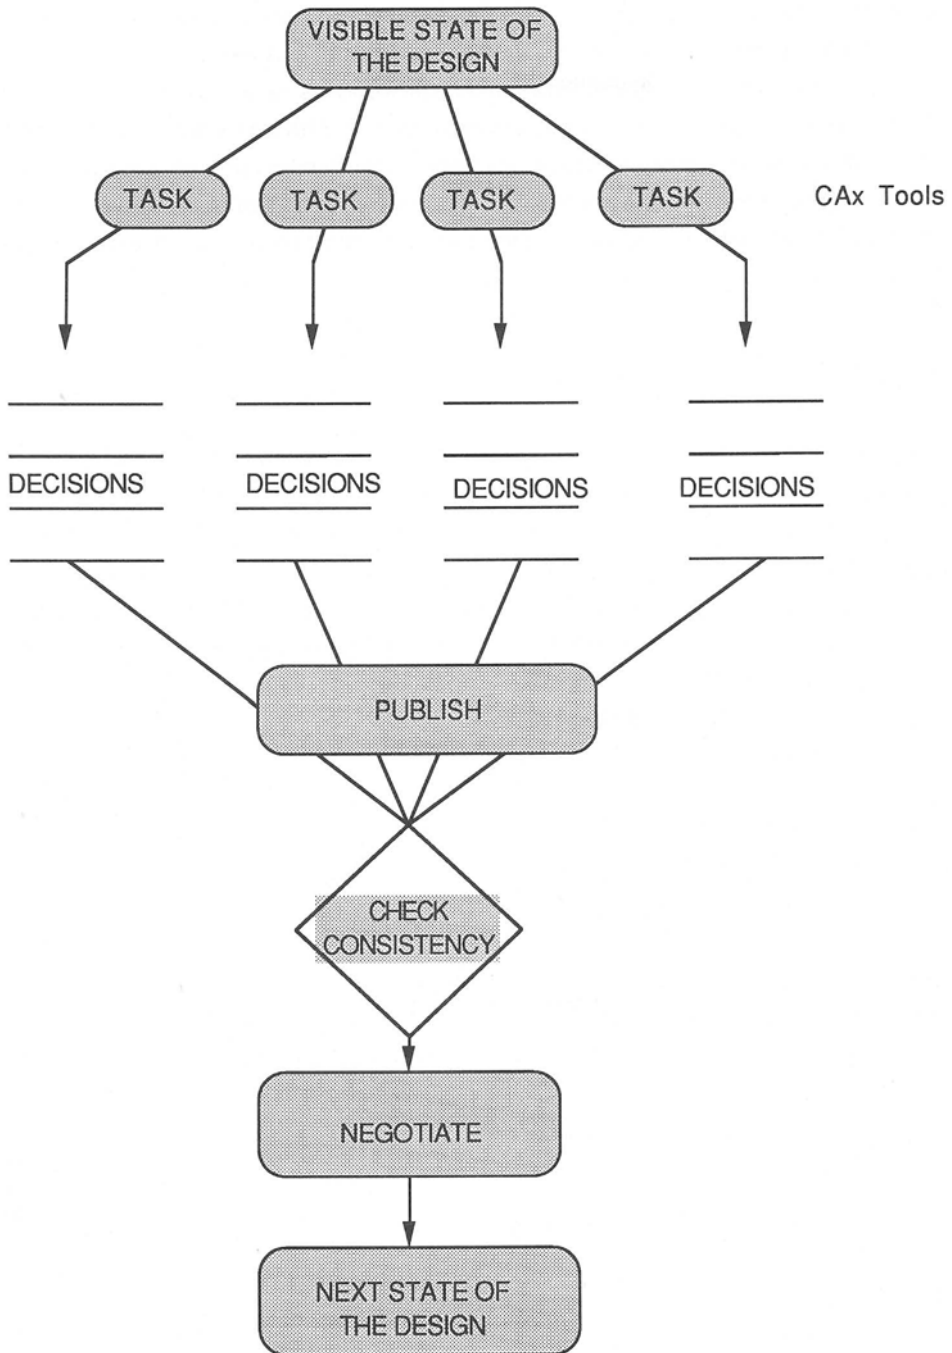 VISIBLE STATE OF
THE DESIGN
TASK
TASK
TASK
TASK
CAx Tools
DECISIONS
DECISIONS
DECISIONS
DECISIONS
PUBLISH
CHECK
CONSISTENCY
NEGOTIATE
NEXT STATE OF
THE DESIGN